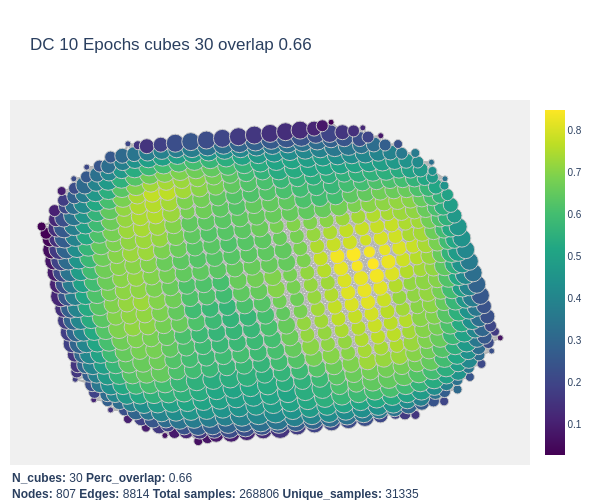 DC 10 Epochs cubes 30 overlap 0.66
0.8
0.7
0.6
0.5
0.4
0.3
0.2
0.1
N_cubes: 30 Perc_overlap: 0.66
Nodes: 807 Edges: 8814 Total samples: 268806 Unique_samples: 31335